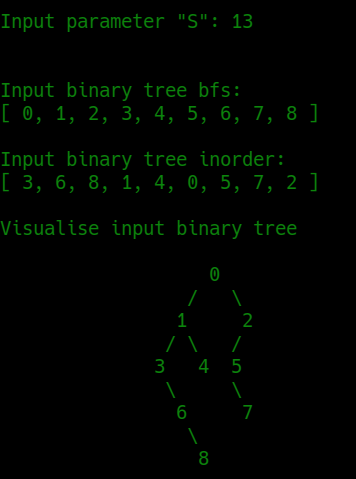 Input parameter "S": 13
Input binary tree bfs:
[ 0, 1, 2, 3, 4, 5, 6, 7, 8 ]
Input binary tree inorder:
[ 3, 6, 8, 1, 4, 0, 5, 7, 2 ]
Visualise input binary tree
0
/ \
1 2
/ \ /
3 4 5
\ \
6 7
\
8